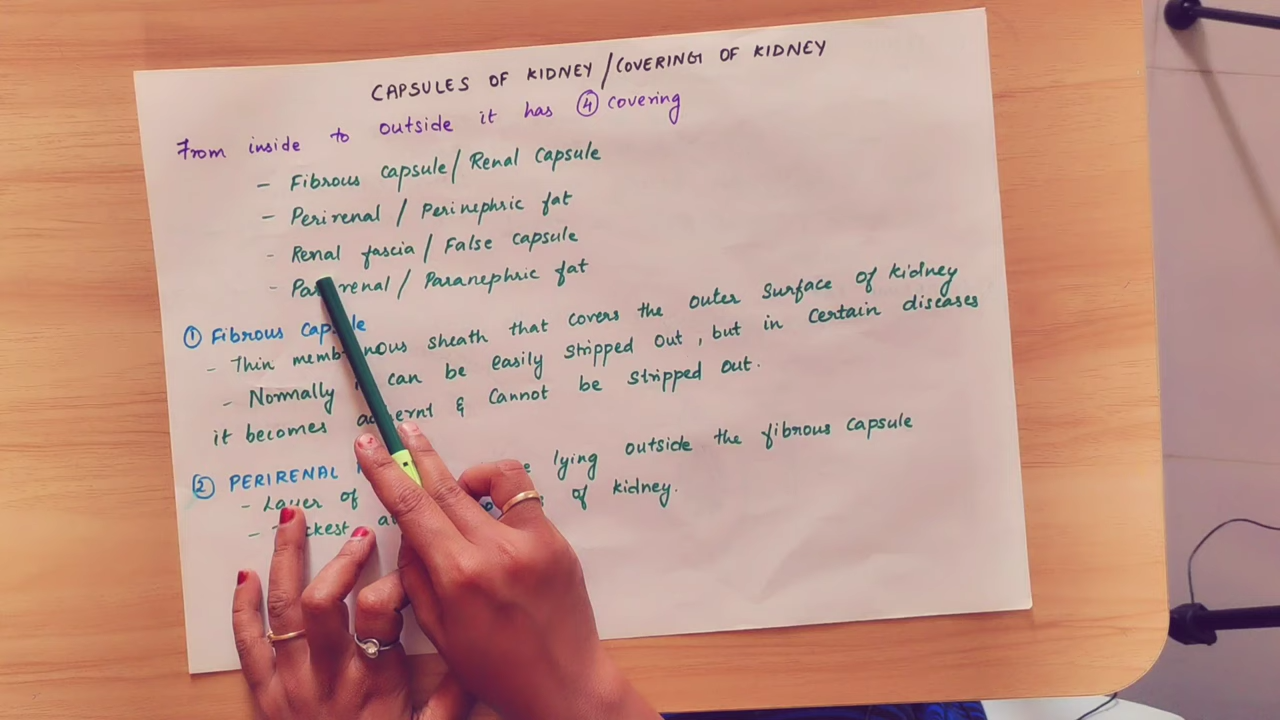 CAPSULES OF KIDNEY / COVERING OF KIDNEY
From inside to outside it has ④ covering
- Fibrous capsule / Renal Capsule
- Perirenal / Perinephric fat
- Renal fascia / False capsule
- renal / Paranephric fat
① Fibrous
- Thin sheath that covers the outer surface of kidney
- Normally can be easily stripped out, but in certain diseases
it becomes & cannot be stripped out.
② PERIRENAL
- Layer of lying outside the fibrous capsule
- of kidney.